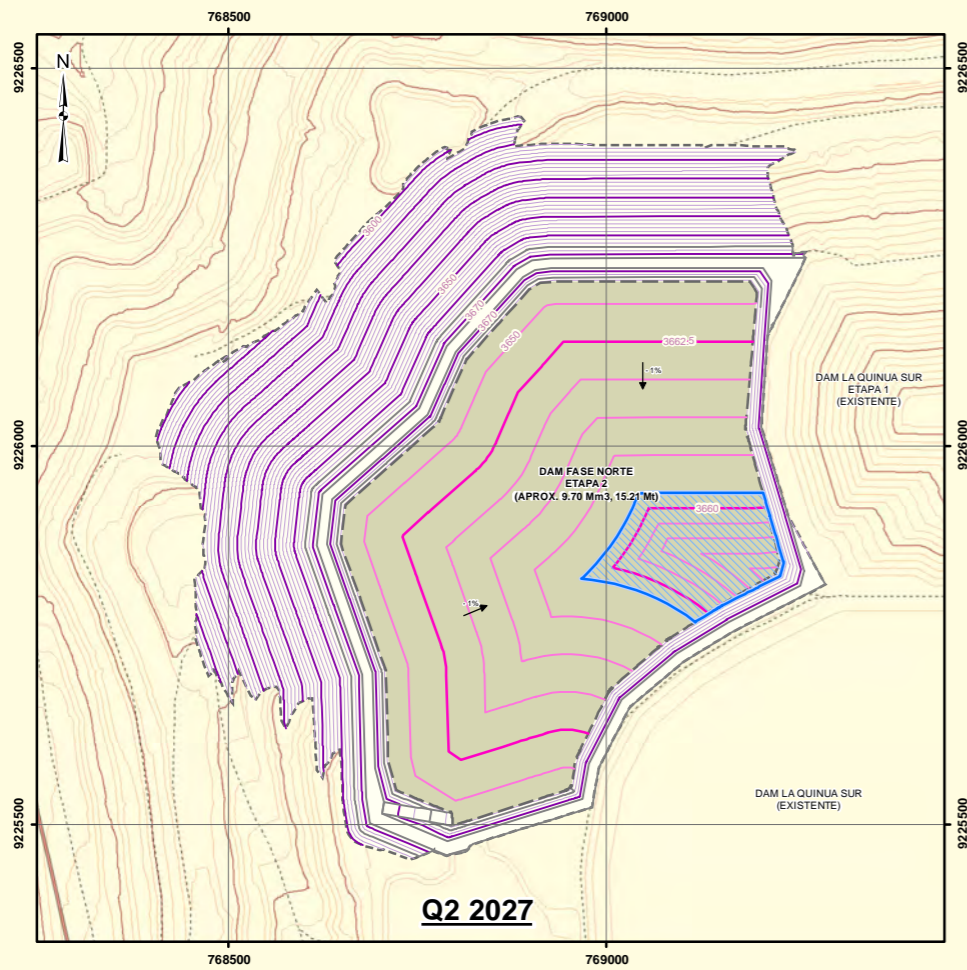 768500
769000
9226500
9226500
N
3600
3650
3670
3670
3650
3662.5
- 1%
DAM LA QUINUA SUR
ETAPA 1
(EXISTENTE)
9226000
9226000
DAM FASE NORTE
ETAPA 2
(APROX. 9.70 Mm3, 15.21 Mt)
3660
- 1%
DAM LA QUINUA SUR
(EXISTENTE)
9225500
9225500
Q2 2027
768500
769000